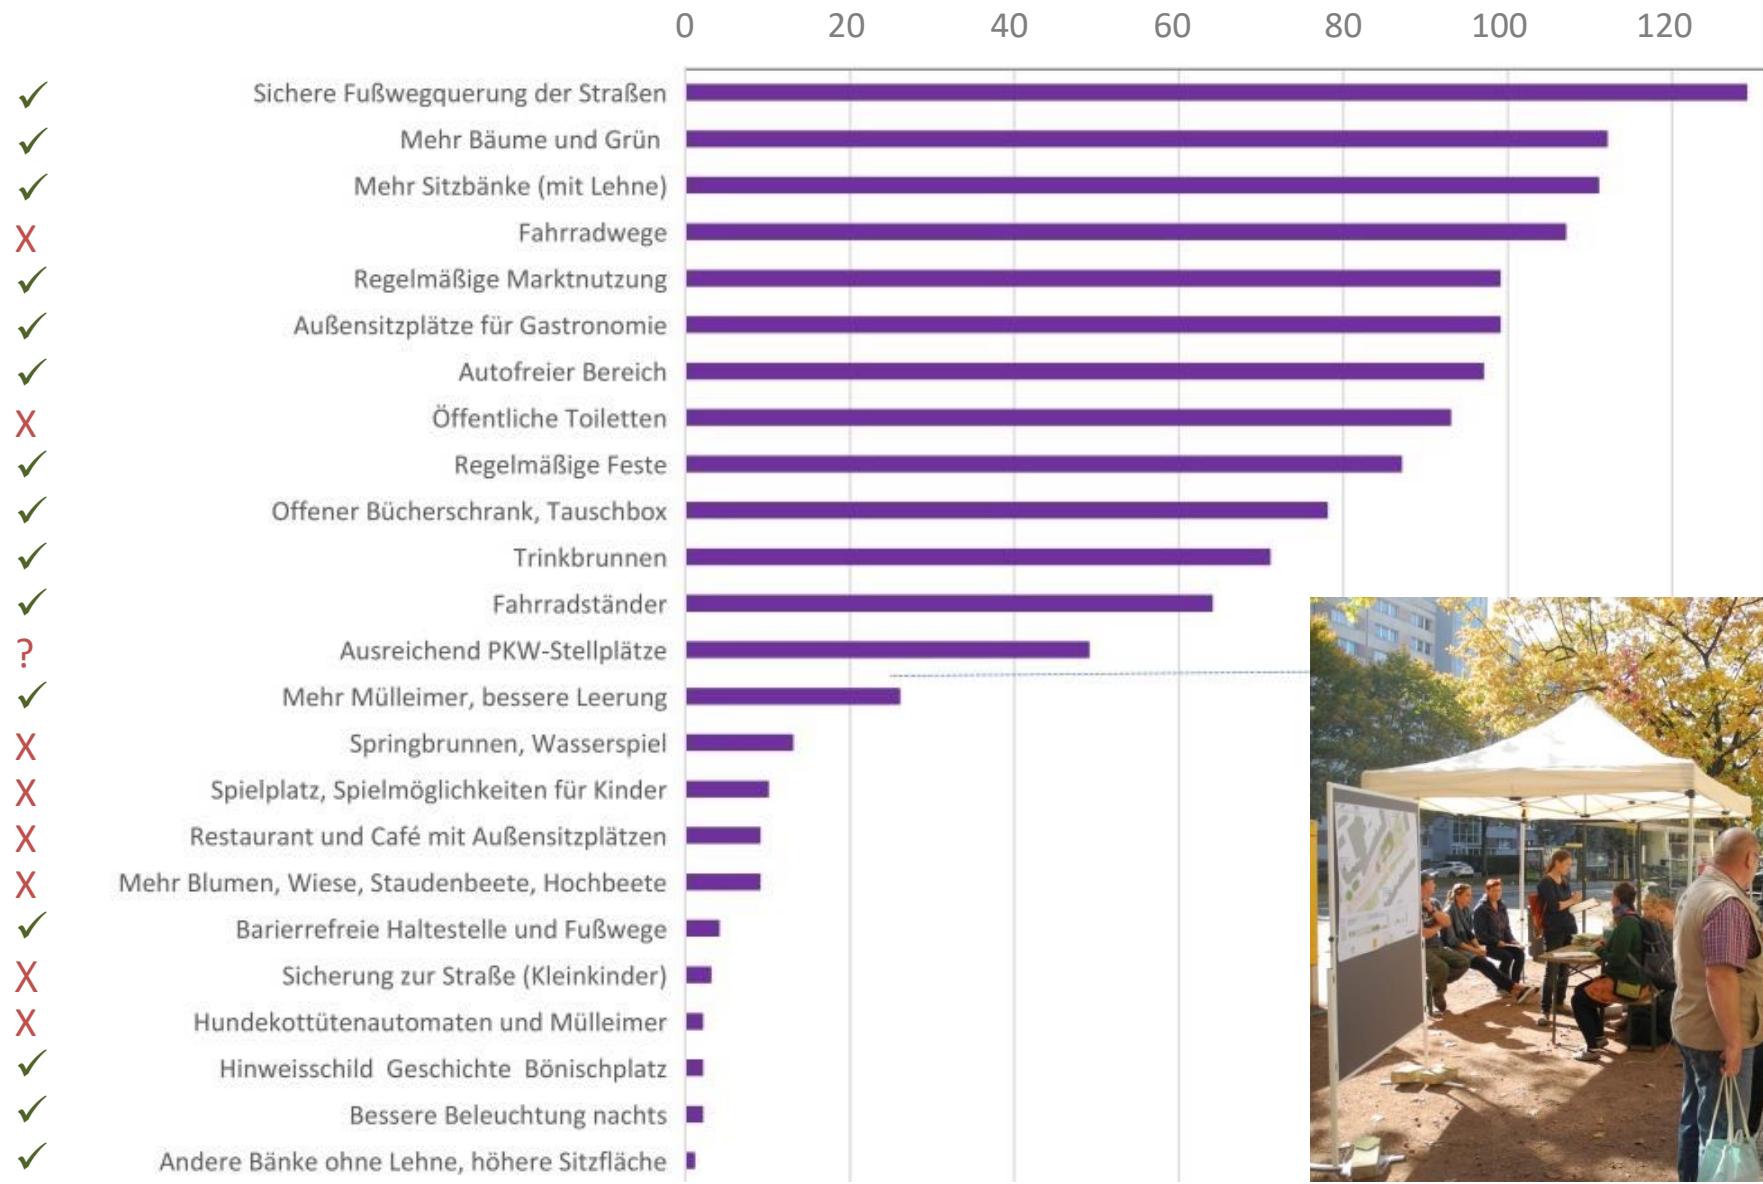 0 20 40 60 80 100 120
✓ Sichere Fußwegquerung der Straßen
✓ Mehr Bäume und Grün
✓ Mehr Sitzbänke (mit Lehne)
X Fahrradwege
✓ Regelmäßige Marktnutzung
✓ Außensitzplätze für Gastronomie
✓ Autofreier Bereich
X Öffentliche Toiletten
✓ Regelmäßige Feste
✓ Offener Bücherschrank, Tauschbox
✓ Trinkbrunnen
✓ Fahrradständer
? Ausreichend PKW-Stellplätze
✓ Mehr Mülleimer, bessere Leerung
X Springbrunnen, Wasserspiel
X Spielplatz, Spielmöglichkeiten für Kinder
X Restaurant und Café mit Außensitzplätzen
X Mehr Blumen, Wiese, Staudenbeete, Hochbeete
✓ Barierrefreie Haltestelle und Fußwege
X Sicherung zur Straße (Kleinkinder)
X Hundekottütenautomaten und Mülleimer
✓ Hinweisschild Geschichte Bönischplatz
✓ Bessere Beleuchtung nachts
✓ Andere Bänke ohne Lehne, höhere Sitzfläche